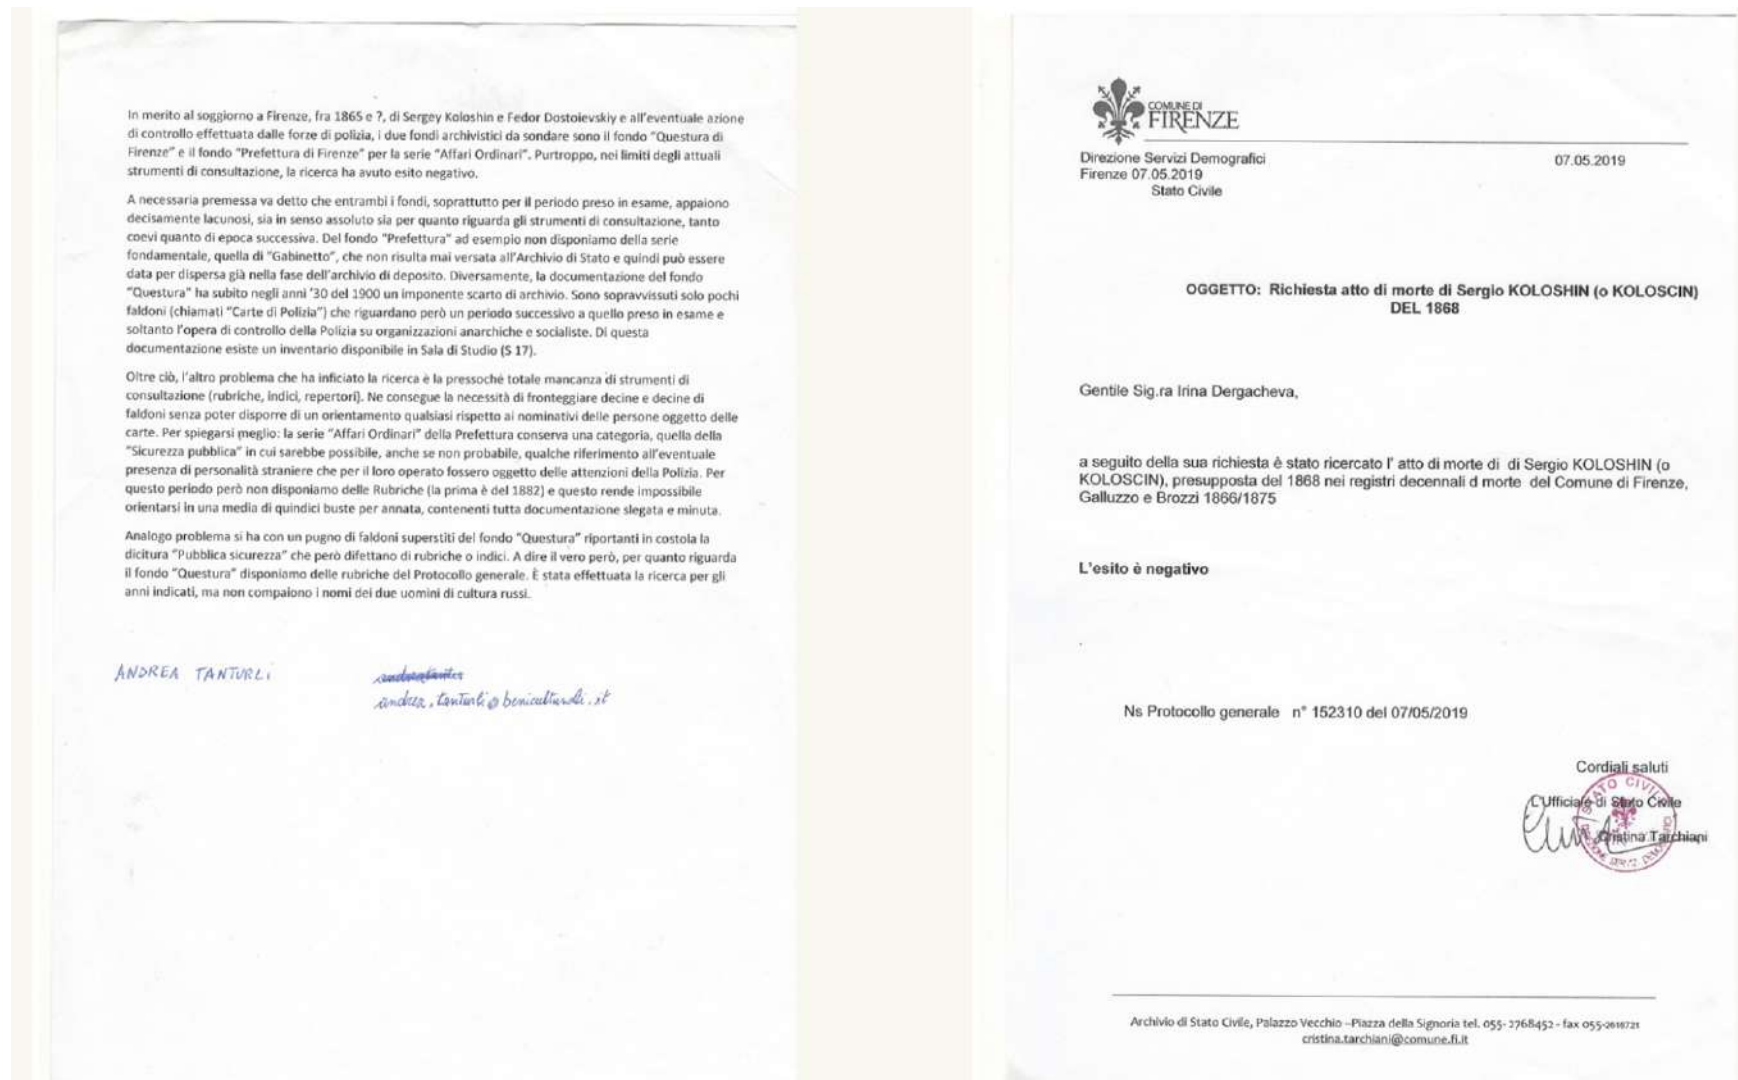 In merito al soggiorno a Firenze, fra 1865 e ?, di Sergey Koloshin e Fedor Dostoievskiy e all'eventuale azione
di controllo effettuata dalle forze di polizia, i due fondi archivistici da sondare sono il fondo "Questura di
Firenze" e il fondo "Prefettura di Firenze" per la serie "Affari Ordinari". Purtroppo, nei limiti degli attuali
strumenti di consultazione, la ricerca ha avuto esito negativo.
A necessaria premessa va detto che entrambi i fondi, soprattutto per il periodo preso in esame, appaiono
decisamente lacunosi, sia in senso assoluto sia per quanto riguarda gli strumenti di consultazione, tanto
coevi quanto di epoca successiva. Del fondo "Prefettura" ad esempio non disponiamo della serie
fondamentale, quella di "Gabinetto", che non risulta mai versata all'Archivio di Stato e quindi può essere
data per dispersa già nella fase dell'archivio di deposito. Diversamente, la documentazione del fondo
"Questura" ha subito negli anni '30 del 1900 un imponente scarto di archivio. Sono sopravvissuti solo pochi
faldoni (chiamati "Carte di Polizia") che riguardano però un periodo successivo a quello preso in esame e
soltanto l'opera di controllo della Polizia su organizzazioni anarchiche e socialiste. Di questa
documentazione esiste un inventario disponibile in Sala di Studio (S 17).
Oltre ciò, l'altro problema che ha inficiato la ricerca è la pressoché totale mancanza di strumenti di
consultazione (rubriche, indici, repertori). Ne consegue la necessità di fronteggiare decine e decine di
faldoni senza poter disporre di un orientamento qualsiasi rispetto ai nominativi delle persone oggetto delle
carte. Per spiegarsi meglio: la serie "Affari Ordinari" della Prefettura conserva una categoria, quella della
"Sicurezza pubblica" in cui sarebbe possibile, anche se non probabile, qualche riferimento all'eventuale
presenza di personalità straniere che per il loro operato fossero oggetto delle attenzioni della Polizia. Per
questo periodo però non disponiamo delle Rubriche (la prima è del 1882) e questo rende impossibile
orientarsi in una media di quindici buste per annata, contenenti tutta documentazione slegata e minuta.
Analogo problema si ha con un pugno di faldoni superstiti del fondo "Questura" riportanti in costola la
dicitura "Pubblica sicurezza" che però difettano di rubriche o indici. A dire il vero però, per quanto riguarda
il fondo "Questura" disponiamo delle rubriche del Protocollo generale. È stata effettuata la ricerca per gli
anni indicati, ma non compaiono i nomi dei due uomini di cultura russi.
ANDREA TANTURLI
andrea.tanturli@beniculturali.it
COMUNE DI
FIRENZE
Direzione Servizi Demografici 07.05.2019
Firenze 07.05.2019
Stato Civile
OGGETTO: Richiesta atto di morte di Sergio KOLOSHIN (o KOLOSCIN)
DEL 1868
Gentile Sig.ra Irina Dergacheva,
a seguito della sua richiesta è stato ricercato l' atto di morte di di Sergio KOLOSHIN (o
KOLOSCIN), presupposta del 1868 nei registri decennali d morte del Comune di Firenze,
Galluzzo e Brozzi 1866/1875
L'esito è negativo
Ns Protocollo generale n° 152310 del 07/05/2019
Cordiali saluti
L'Ufficiale di Stato Civile
Cristina Tarchiani
Archivio di Stato Civile, Palazzo Vecchio –Piazza della Signoria tel. 055- 2768452 - fax 055-2616721
cristina.tarchiani@comune.fi.it